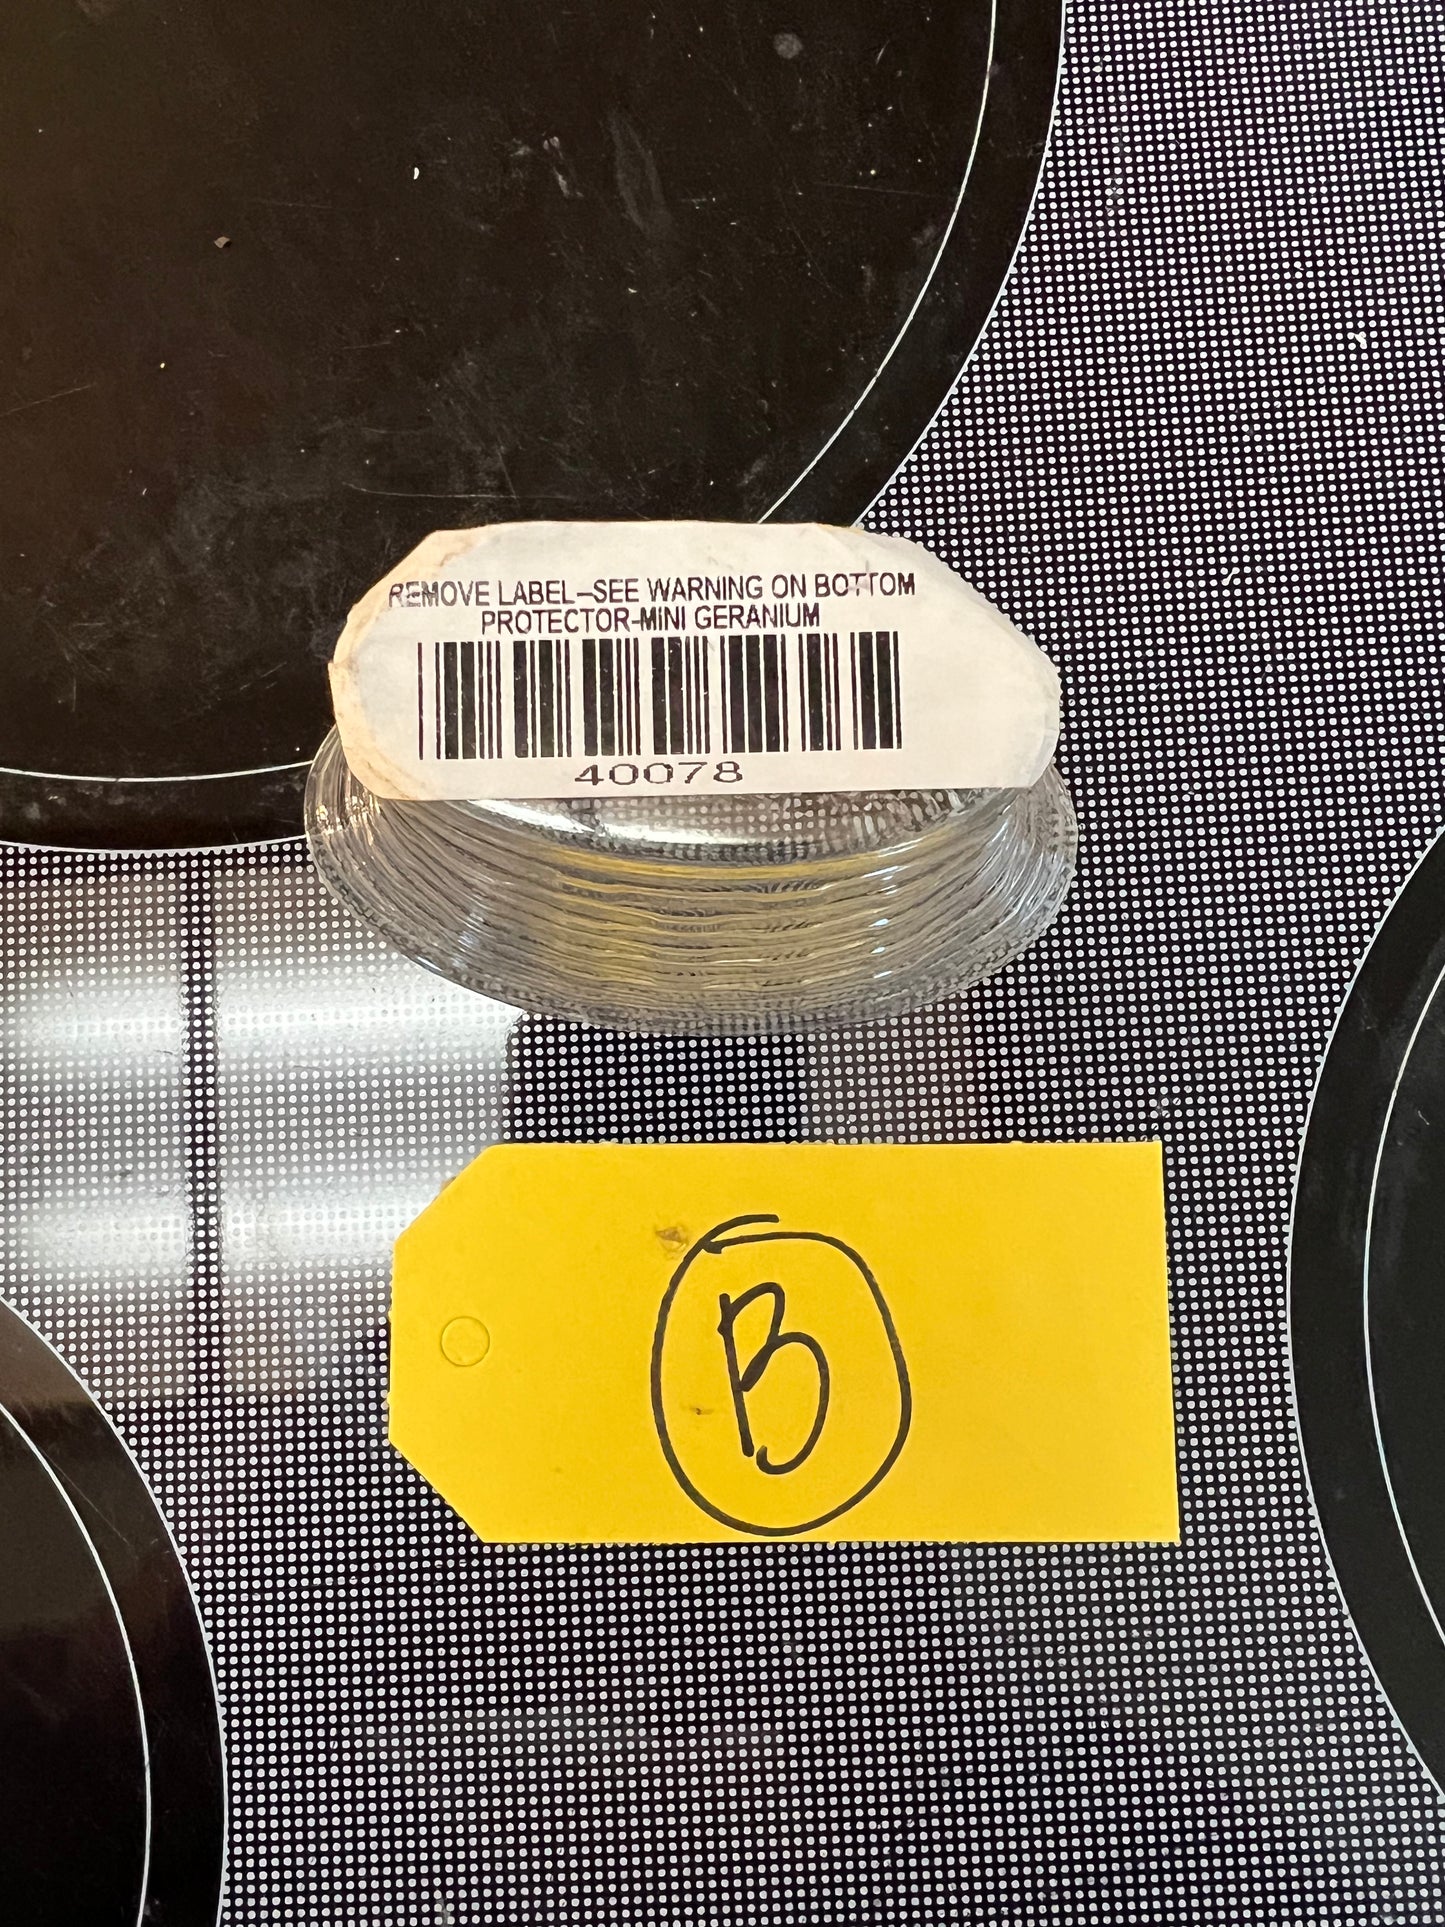 REMOVE LABEL–SEE WARNING ON BOTTOM
PROTECTOR-MINI GERANIUM
40078
B